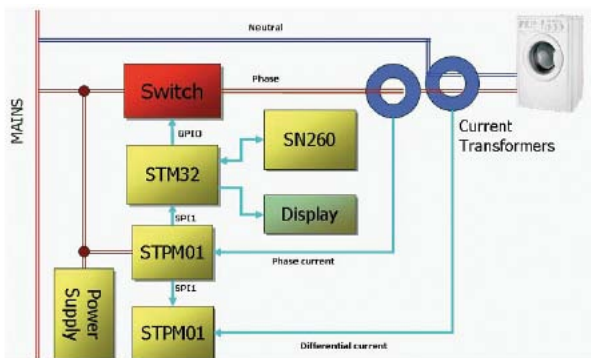 Neutral
MAINS
Switch
Phase
Current
Transformers
GPIO
SN260
STM32
Display
SPI1
STPM01
Phase current
Power
Supply
SPI1
STPM01
Differential current